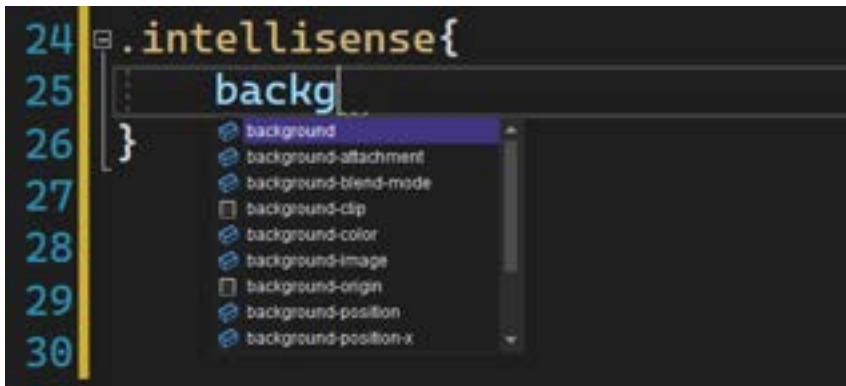 24 .intellisense{
25 backg
background
background-attachment
background-blend-mode
background-clip
background-color
background-image
background-origin
background-position
background-position-x
26 }
27
28
29
30